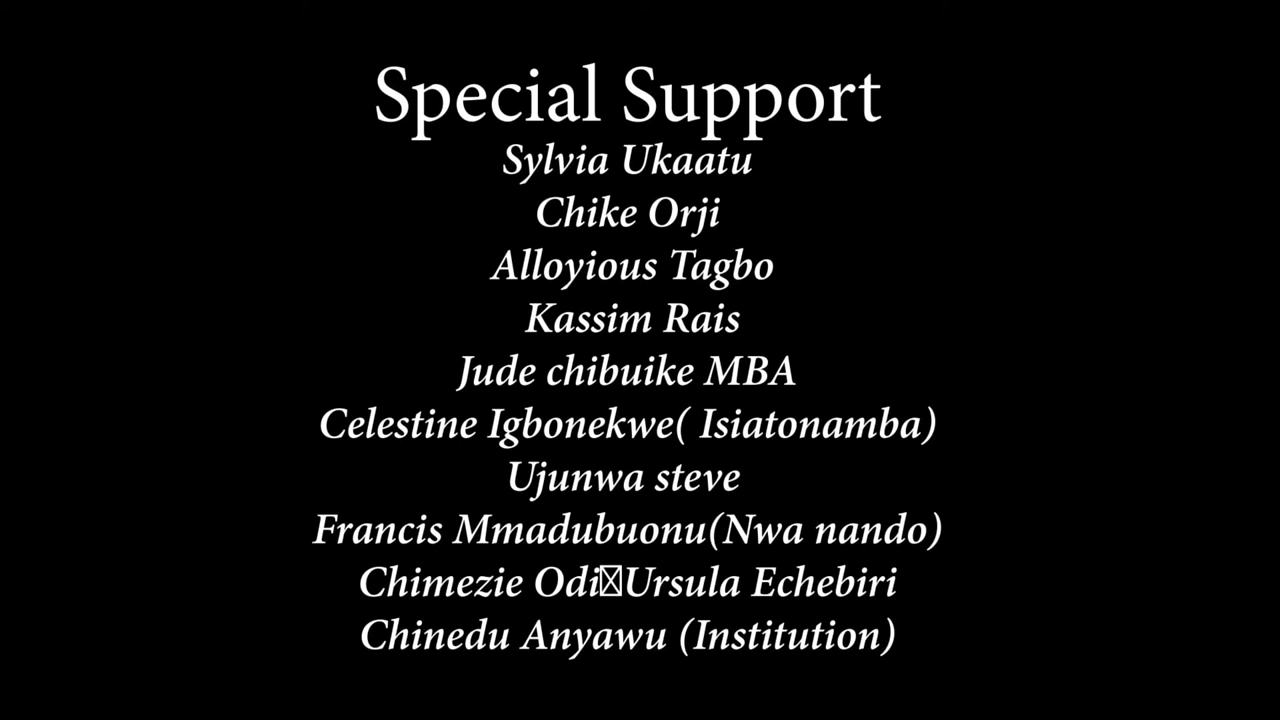 Special Support
Sylvia Ukaatu
Chike Orji
Alloyious Tagbo
Kassim Rais
Jude chibuike MBA
Celestine Igbonekwe( Isiatonamba)
Ujunwa steve
Francis Mmadubuonu(Nwa nando)
Chimezie Odi Ursula Echebiri
Chinedu Anyawu (Institution)